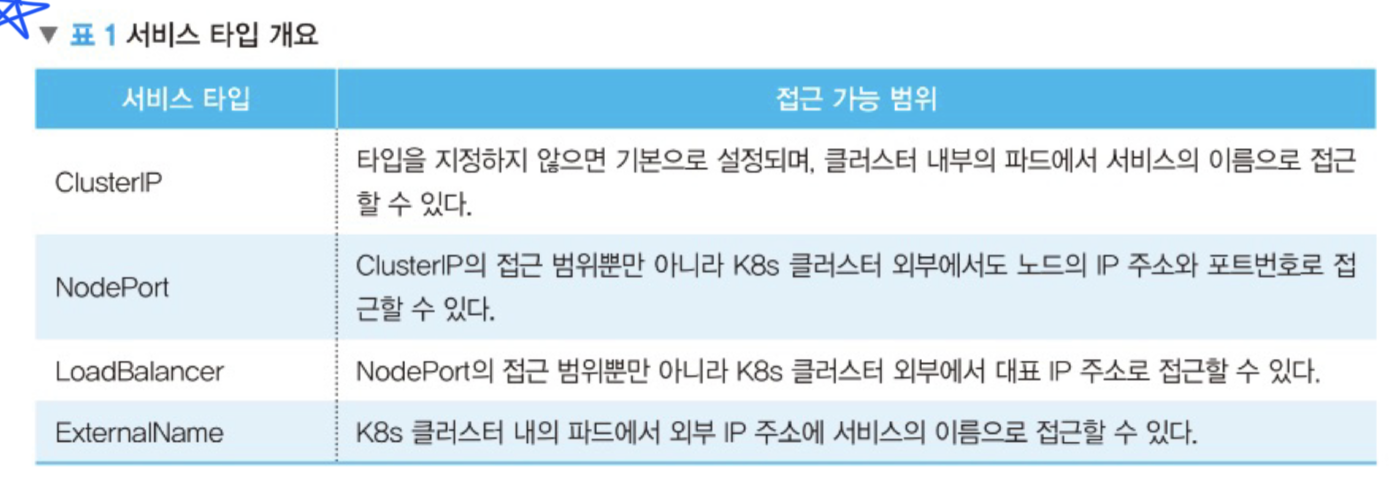 ▼ 표 1 서비스 타입 개요
서비스 타입 접근 가능 범위
ClusterIP 타입을 지정하지 않으면 기본으로 설정되며, 클러스터 내부의 파드에서 서비스의 이름으로 접근
할 수 있다.
NodePort ClusterIP의 접근 범위뿐만 아니라 K8s 클러스터 외부에서도 노드의 IP 주소와 포트번호로 접
근할 수 있다.
LoadBalancer NodePort의 접근 범위뿐만 아니라 K8s 클러스터 외부에서 대표 IP 주소로 접근할 수 있다.
ExternalName K8s 클러스터 내의 파드에서 외부 IP 주소에 서비스의 이름으로 접근할 수 있다.